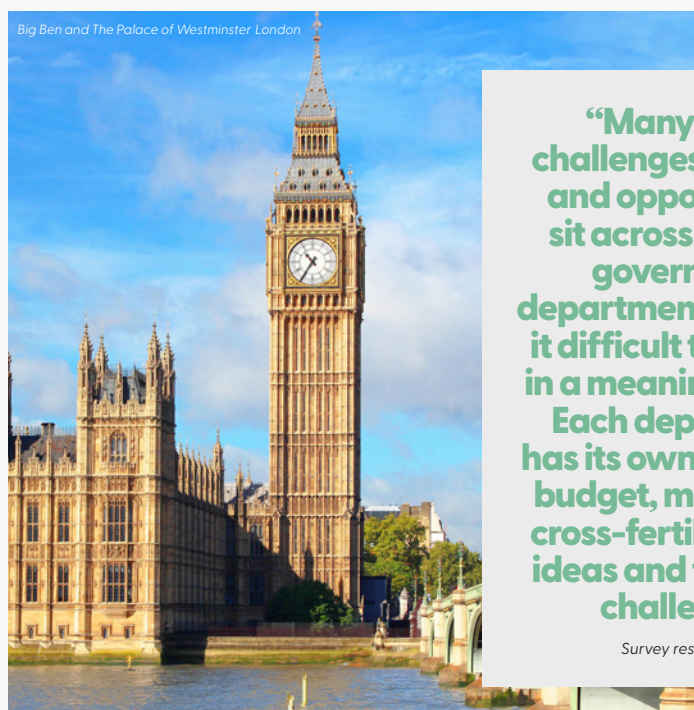 Big Ben and The Palace of Westminster London
“Many
challenges
and oppo
sit across
govern
departmen
it difficult t
in a meanin
Each dep
has its own
budget, m
cross-ferti
ideas and
challe
Survey res